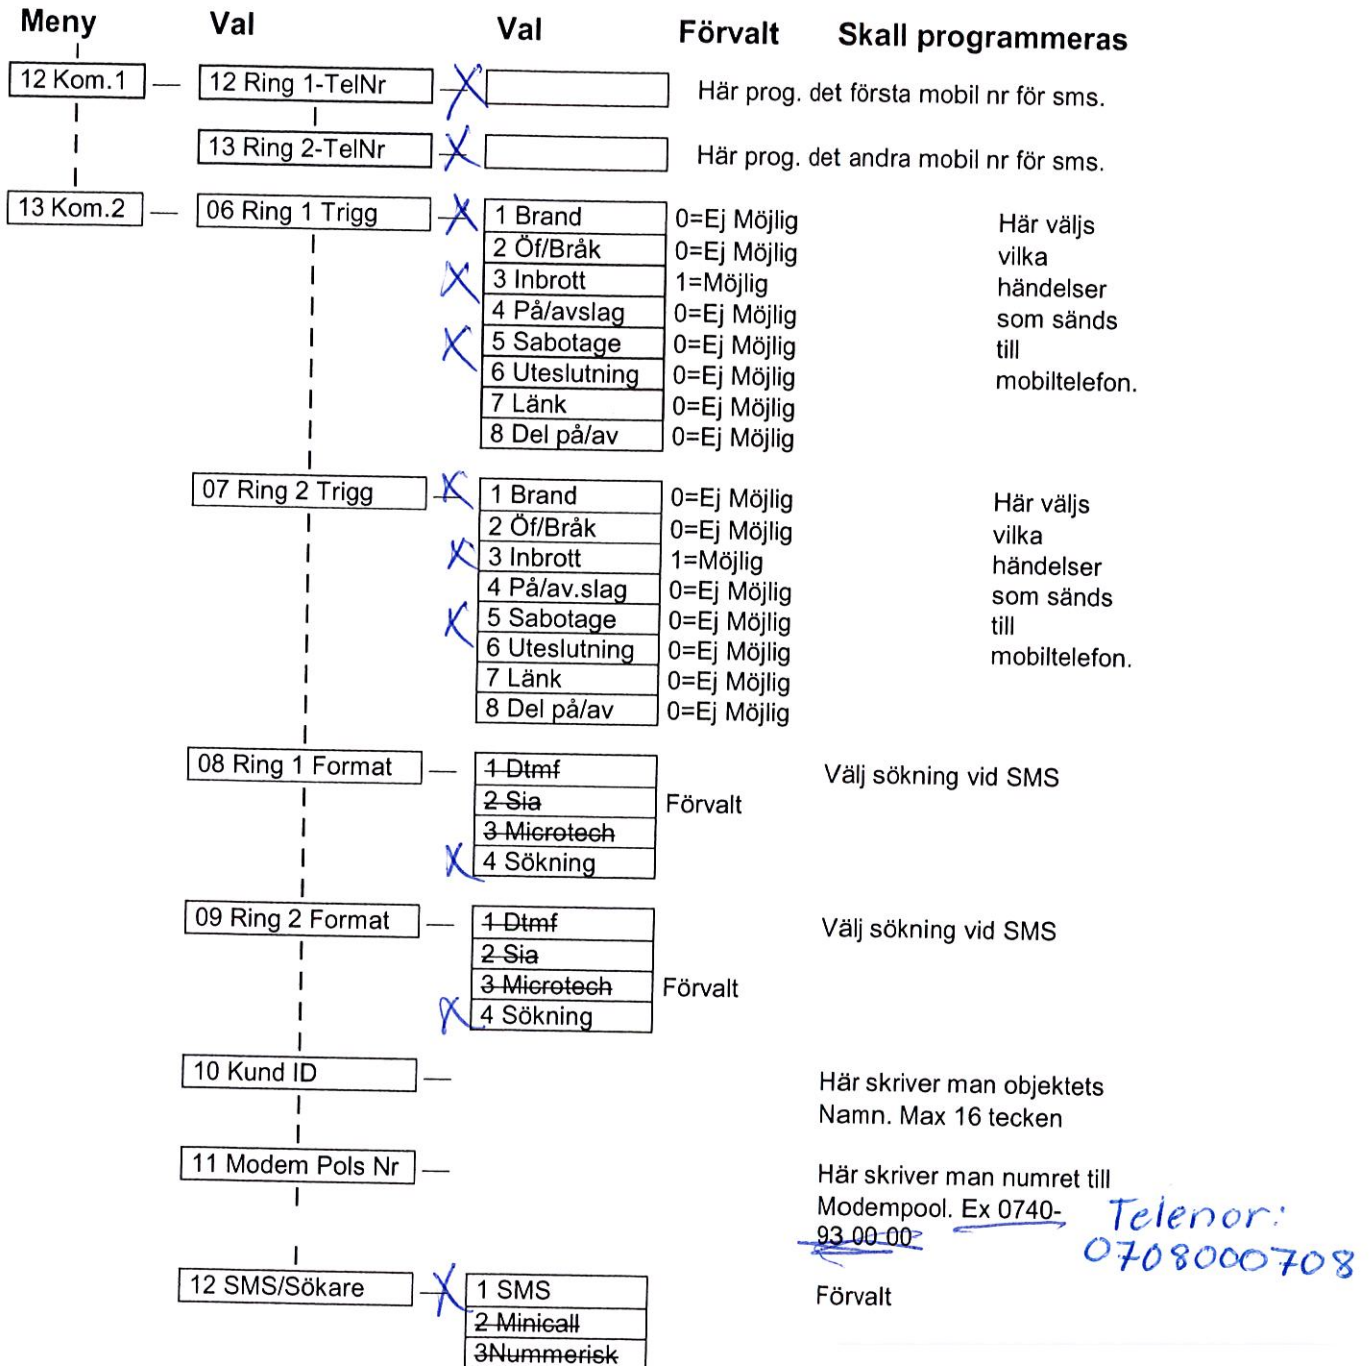 Meny Val Val Förvalt Skall programmeras
12 Kom.1 12 Ring 1-TelNr X Här prog. det första mobil nr för sms.
13 Ring 2-TelNr X Här prog. det andra mobil nr för sms.
13 Kom.2 06 Ring 1 Trigg X 1 Brand 0=Ej Möjlig Här väljs
2 Öf/Bråk 0=Ej Möjlig vilka
X 3 Inbrott 1=Möjlig händelser
4 På/avslag 0=Ej Möjlig som sänds
X 5 Sabotage 0=Ej Möjlig till
6 Uteslutning 0=Ej Möjlig mobiltelefon.
7 Länk 0=Ej Möjlig
8 Del på/av 0=Ej Möjlig
07 Ring 2 Trigg X 1 Brand 0=Ej Möjlig Här väljs
2 Öf/Bråk 0=Ej Möjlig vilka
X 3 Inbrott 1=Möjlig händelser
4 På/av.slag 0=Ej Möjlig som sänds
X 5 Sabotage 0=Ej Möjlig till
6 Uteslutning 0=Ej Möjlig mobiltelefon.
7 Länk 0=Ej Möjlig
8 Del på/av 0=Ej Möjlig
08 Ring 1 Format 1 Dtmf Välj sökning vid SMS
2 Sia Förvalt
3 Microtech
X 4 Sökning
09 Ring 2 Format 1 Dtmf Välj sökning vid SMS
2 Sia
3 Microtech Förvalt
X 4 Sökning
10 Kund ID Här skriver man objektets
Namn. Max 16 tecken
11 Modem Pols Nr Här skriver man numret till
Modempool. Ex 0740- Telenor:
93 00 00 0708000708
12 SMS/Sökare X 1 SMS Förvalt
2 Minicall
3Nummerisk